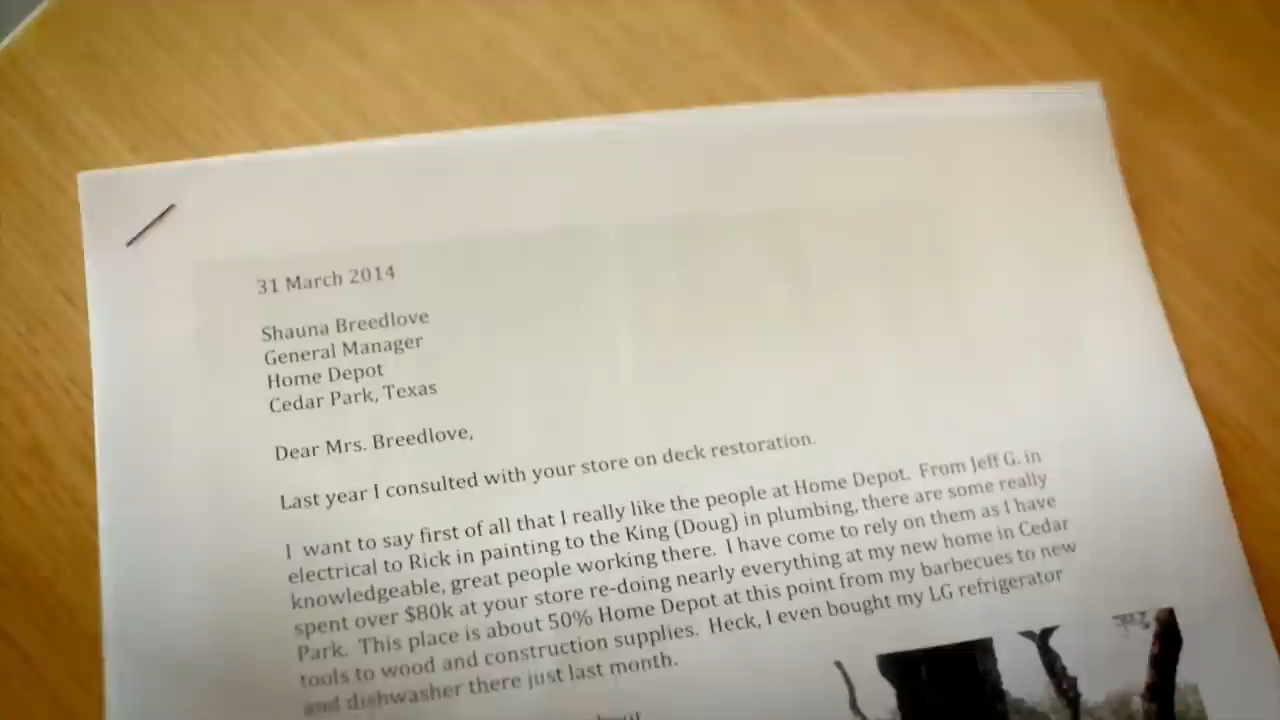 31 March 2014
Shauna Breedlove
General Manager
Home Depot
Cedar Park, Texas
Dear Mrs. Breedlove,
Last year I consulted with your store on deck restoration.
I want to say first of all that I really like the people at Home Depot. From Jeff G. in
electrical to Rick in painting to the King (Doug) in plumbing, there are some really
knowledgeable, great people working there. I have come to rely on them as I have
spent over $80k at your store re-doing nearly everything at my new home in Cedar
Park. This place is about 50% Home Depot at this point from my barbecues to new
tools to wood and construction supplies. Heck, I even bought my LG refrigerator
and dishwasher there just last month.